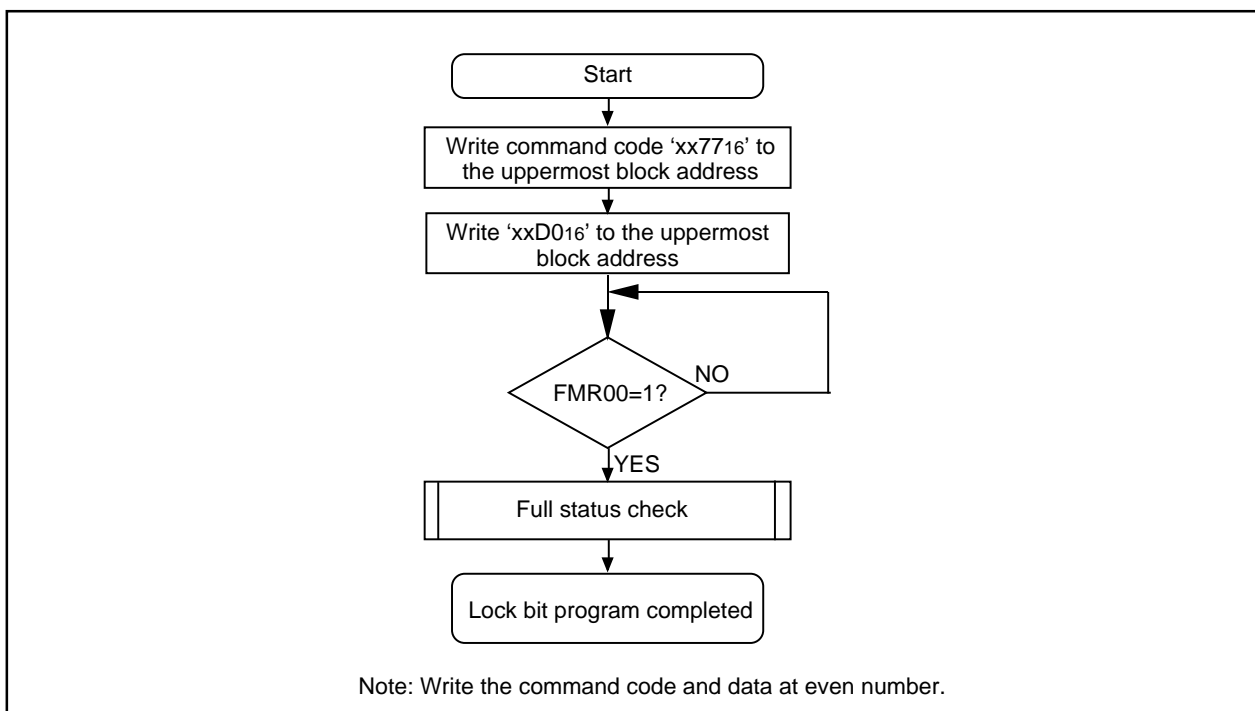 Start
Write command code ‘xx7716’ to
the uppermost block address
Write ‘xxD016’ to the uppermost
block address
NO
FMR00=1?
YES
Full status check
Lock bit program completed
Note: Write the command code and data at even number.